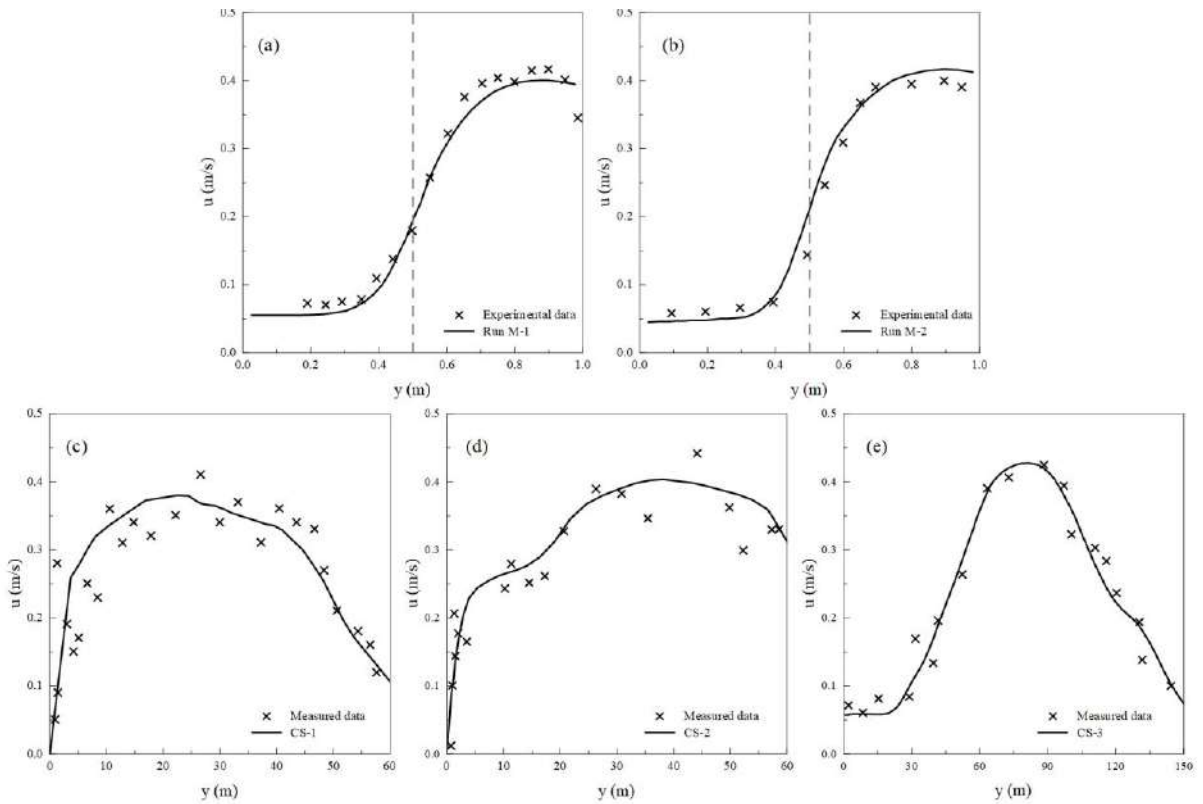 0.5
0.5
(a)
(b)
0.4
0.4
0.3
0.3
u (m/s)
u (m/s)
0.2
0.2
0.1
0.1
× Experimental data
Run M-1
× Experimental data
Run M-2
0.0
0.0
0.0 0.2 0.4 0.6 0.8 1.0
0.0 0.2 0.4 0.6 0.8 1.0
y (m)
y (m)
0.5
0.5
0.5
(c)
(d)
(e)
0.4
0.4
0.4
0.3
0.3
0.3
u (m/s)
u (m/s)
u (m/s)
0.2
0.2
0.2
0.1
0.1
0.1
× Measured data
CS-1
× Measured data
CS-2
× Measured data
CS-3
0.0
0.0
0.0
0 10 20 30 40 50 60
0 10 20 30 40 50 60
0 30 60 90 120 150
y (m)
y (m)
y (m)